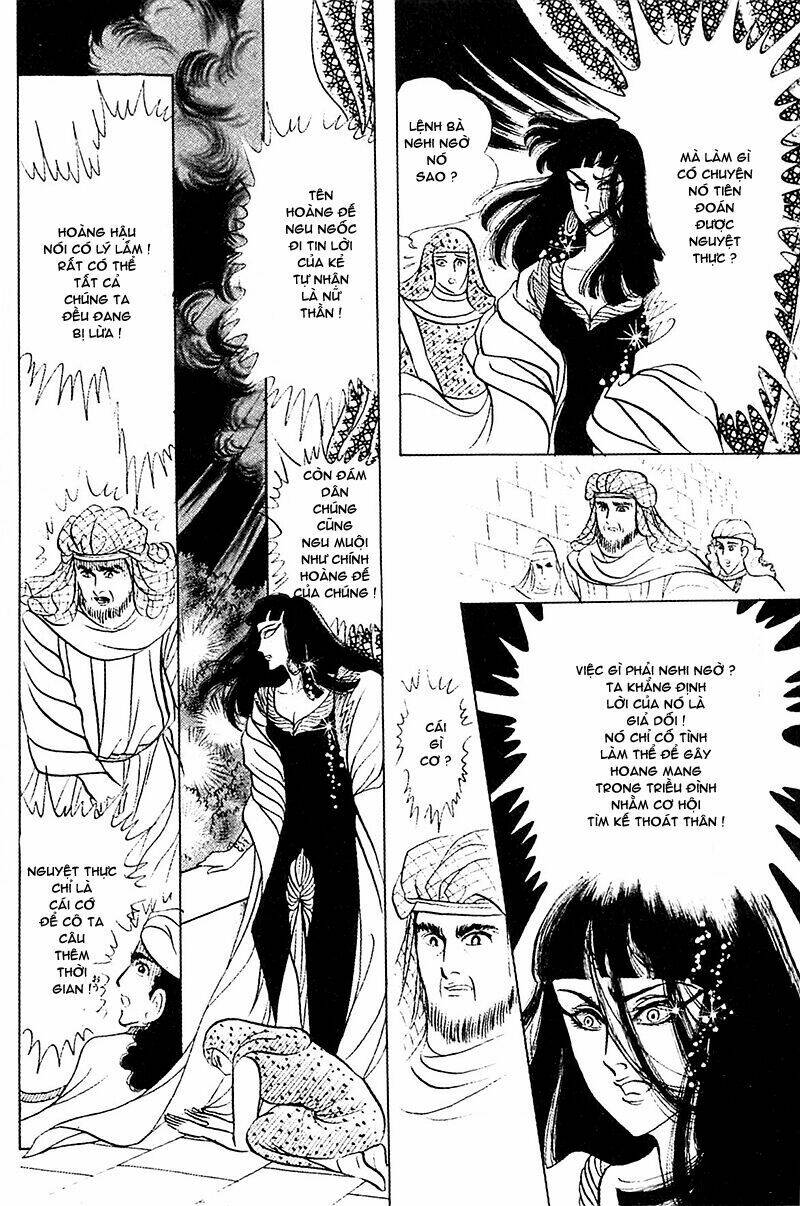 MÀ LÀM GÌ
CÓ CHUYỆN
NÓ TIÊN
ĐOÁN
ĐƯỢC
NGUYỆT
THỰC ?
LỆNH BÀ
NGHI NGỜ
NÓ
SAO ?
VIỆC GÌ PHẢI NGHI NGỜ ?
TA KHẲNG ĐỊNH
LỜI CỦA NÓ LÀ
GIẢ DỐI !
NÓ CHỈ CỐ TÌNH
LÀM THẾ ĐỂ GÂY
HOANG MANG
TRONG TRIỀU ĐÌNH
NHẰM CƠ HỘI
TÌM KẾ THOÁT THÂN !
CÁI
GÌ
CƠ ?
TÊN
HOÀNG ĐẾ
NGU NGỐC
ĐI TIN LỜI
CỦA KẺ
TỰ NHẬN
LÀ NỮ
THẦN !
CÒN ĐÁM
DÂN
CHÚNG
CŨNG
NGU MUỘI
NHƯ CHÍNH
HOÀNG ĐẾ
CỦA CHÚNG !
HOÀNG HẬU
NÓI CÓ LÝ LẮM !
RẤT CÓ THỂ
TẤT CẢ
CHÚNG TA
ĐỀU ĐANG
BỊ LỪA !
NGUYỆT THỰC
CHỈ LÀ
CÁI CỚ
ĐỂ CÔ TA
CÂU
THÊM
THỜI
GIAN !